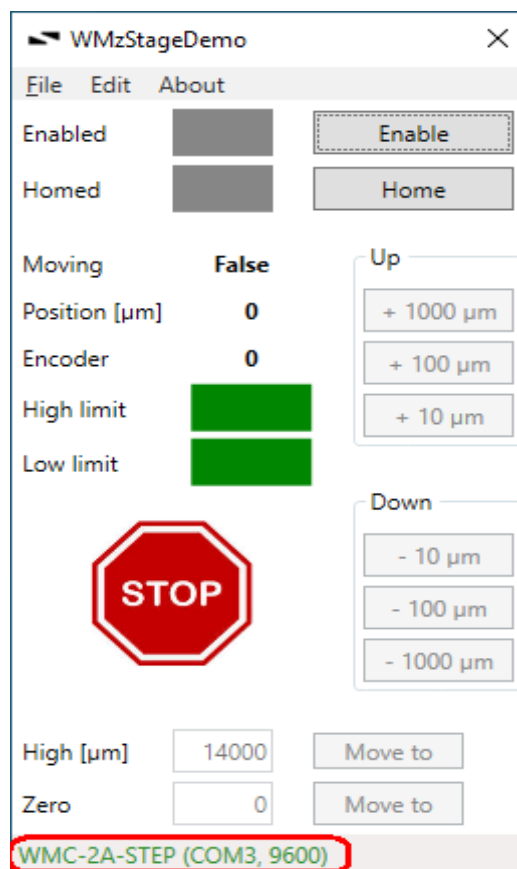 WMzStageDemo
File Edit About
Enabled Enable
Homed Home
Moving False
Position [µm] 0
Encoder 0
High limit
Low limit
Up
+ 1000 µm
+ 100 µm
+ 10 µm
STOP
Down
- 10 µm
- 100 µm
- 1000 µm
High [µm] 14000 Move to
Zero 0 Move to
WMC-2A-STEP (COM3, 9600)